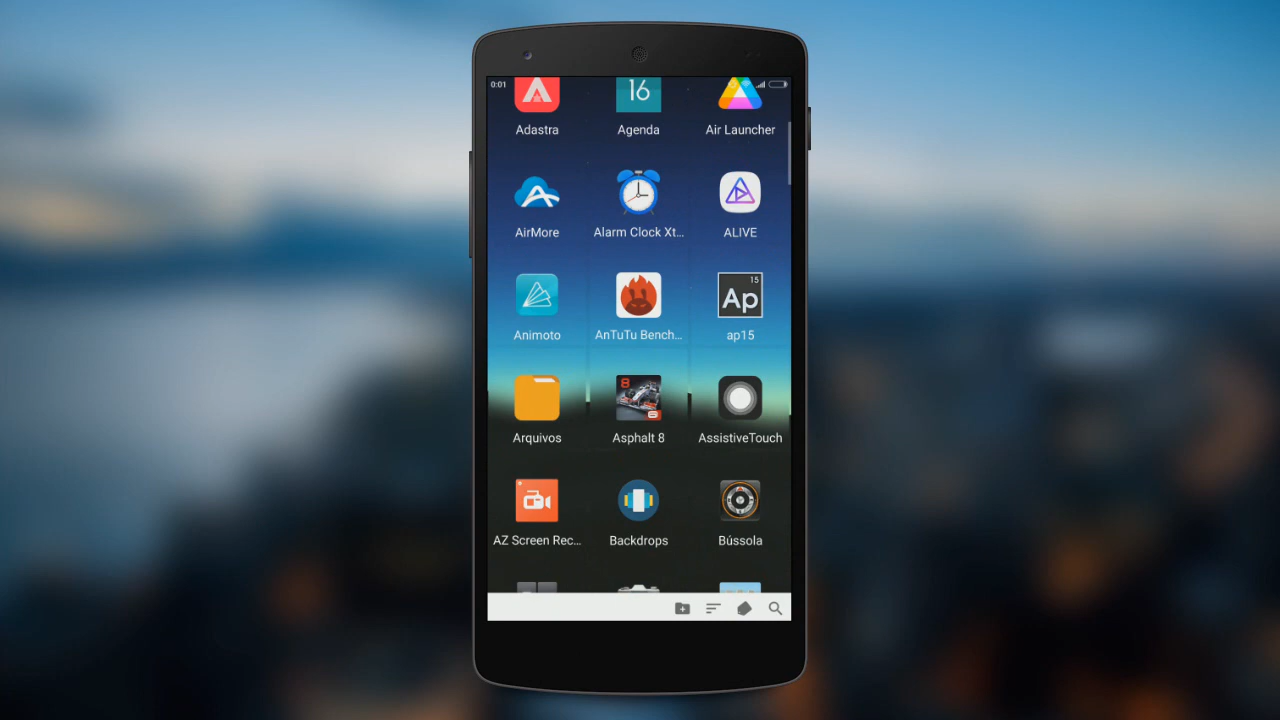 0:01
16
Adastra
Agenda
Air Launcher
AirMore
Alarm Clock Xt...
ALIVE
15
Ap
Animoto
AnTuTu Bench...
ap15
8
Arquivos
Asphalt 8
AssistiveTouch
AZ Screen Rec...
Backdrops
Bússola